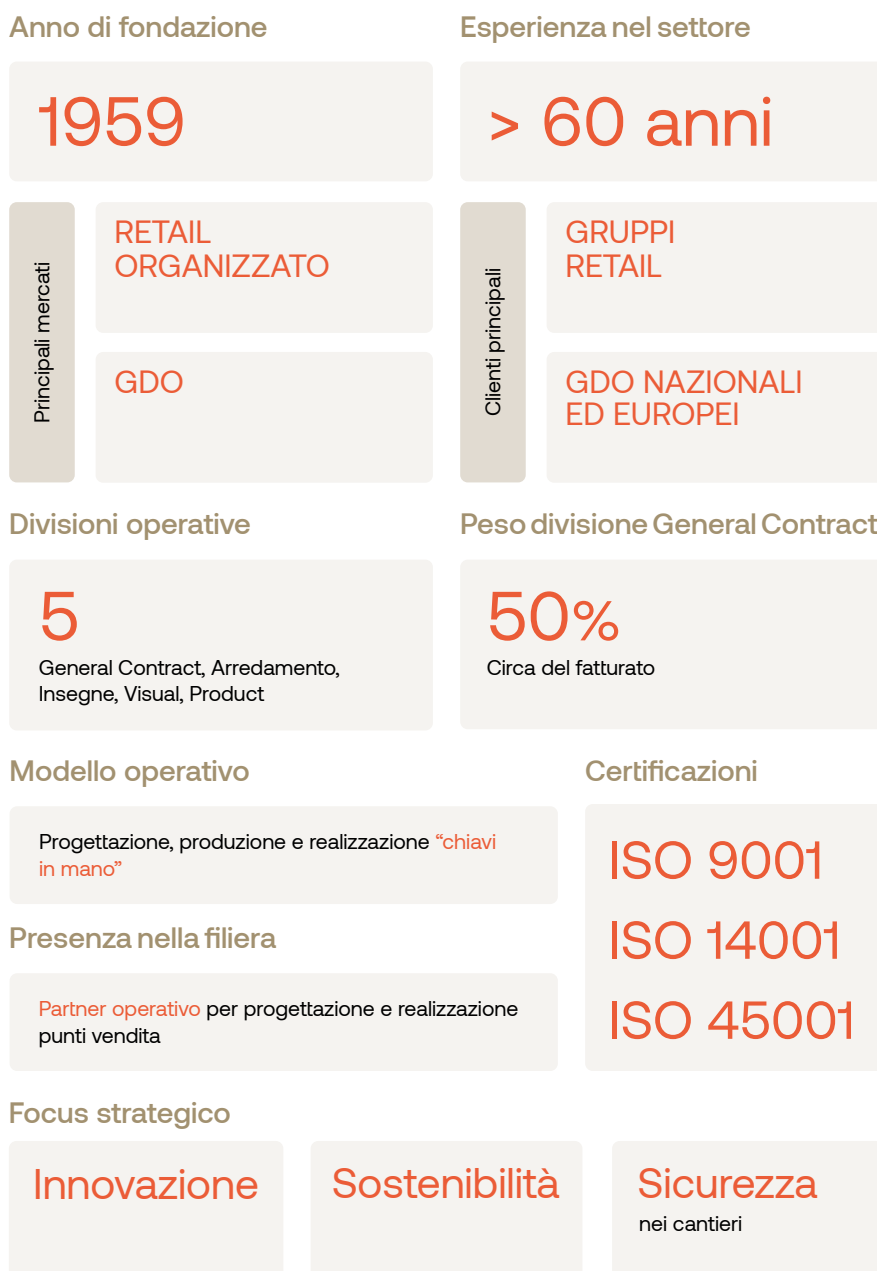 Anno di fondazione
1959
Esperienza nel settore
> 60 anni
Principali mercati
RETAIL
ORGANIZZATO
GDO
Clienti principali
GRUPPI
RETAIL
GDO NAZIONALI
ED EUROPEI
Divisioni operative
5
General Contract, Arredamento,
Insegne, Visual, Product
Peso divisione General Contract
50%
Circa del fatturato
Modello operativo
Progettazione, produzione e realizzazione “chiavi
in mano”
Presenza nella filiera
Partner operativo per progettazione e realizzazione
punti vendita
Certificazioni
ISO 9001
ISO 14001
ISO 45001
Focus strategico
Innovazione
Sostenibilità
Sicurezza
nei cantieri